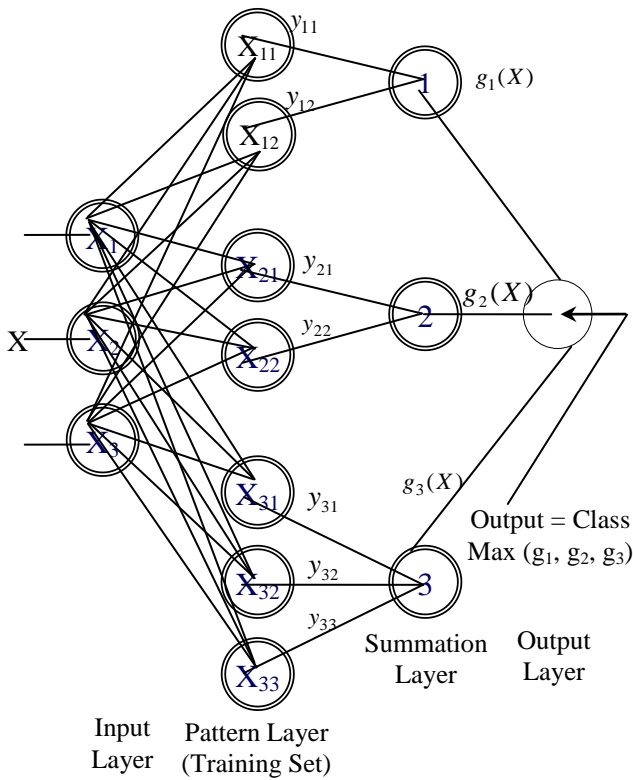 y₁₁
X₁₁
1
g₁(X)
y₁₂
X₁₂
X₁
y₂₁
X₂₁
g₂(X)
2
y₂₂
X
X₂
X₂₂
X₃
g₃(X)
y₃₁
X₃₁
Output = Class
Max (g₁, g₂, g₃)
y₃₂
X₃₂
3
y₃₃
Summation
Layer
Output
Layer
X₃₃
Input
Layer
Pattern Layer
(Training Set)